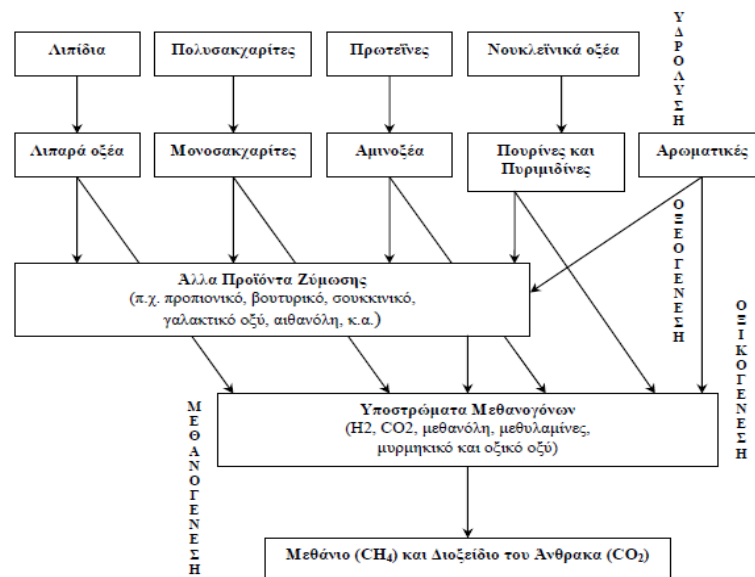 Λιπίδια
Πολυσακχαρίτες
Πρωτεΐνες
Νουκλεϊνικά οξέα
ΥΔΡΟΛΥΣΗ
Λιπαρά οξέα
Μονοσακχαρίτες
Αμινοξέα
Πουρίνες και
Πυριμιδίνες
Αρωματικές
ΟΞΕΟΓΕΝΕΣΗ
Άλλα Προϊόντα Ζύμωσης
(π.χ. προπιονικό, βουτυρικό, σουκκινικό,
γαλακτικό οξύ, αιθανόλη, κ.α.)
ΟΞΙΚΟΓΕΝΕΣΗ
Υποστρώματα Μεθανογόνων
(H2, CO2, μεθανόλη, μεθυλαμίνες,
μυρμηκικό και οξικό οξύ)
ΜΕΘΑΝΟΓΕΝΕΣΗ
Μεθάνιο (CH₄) και Διοξείδιο του Άνθρακα (CO₂)